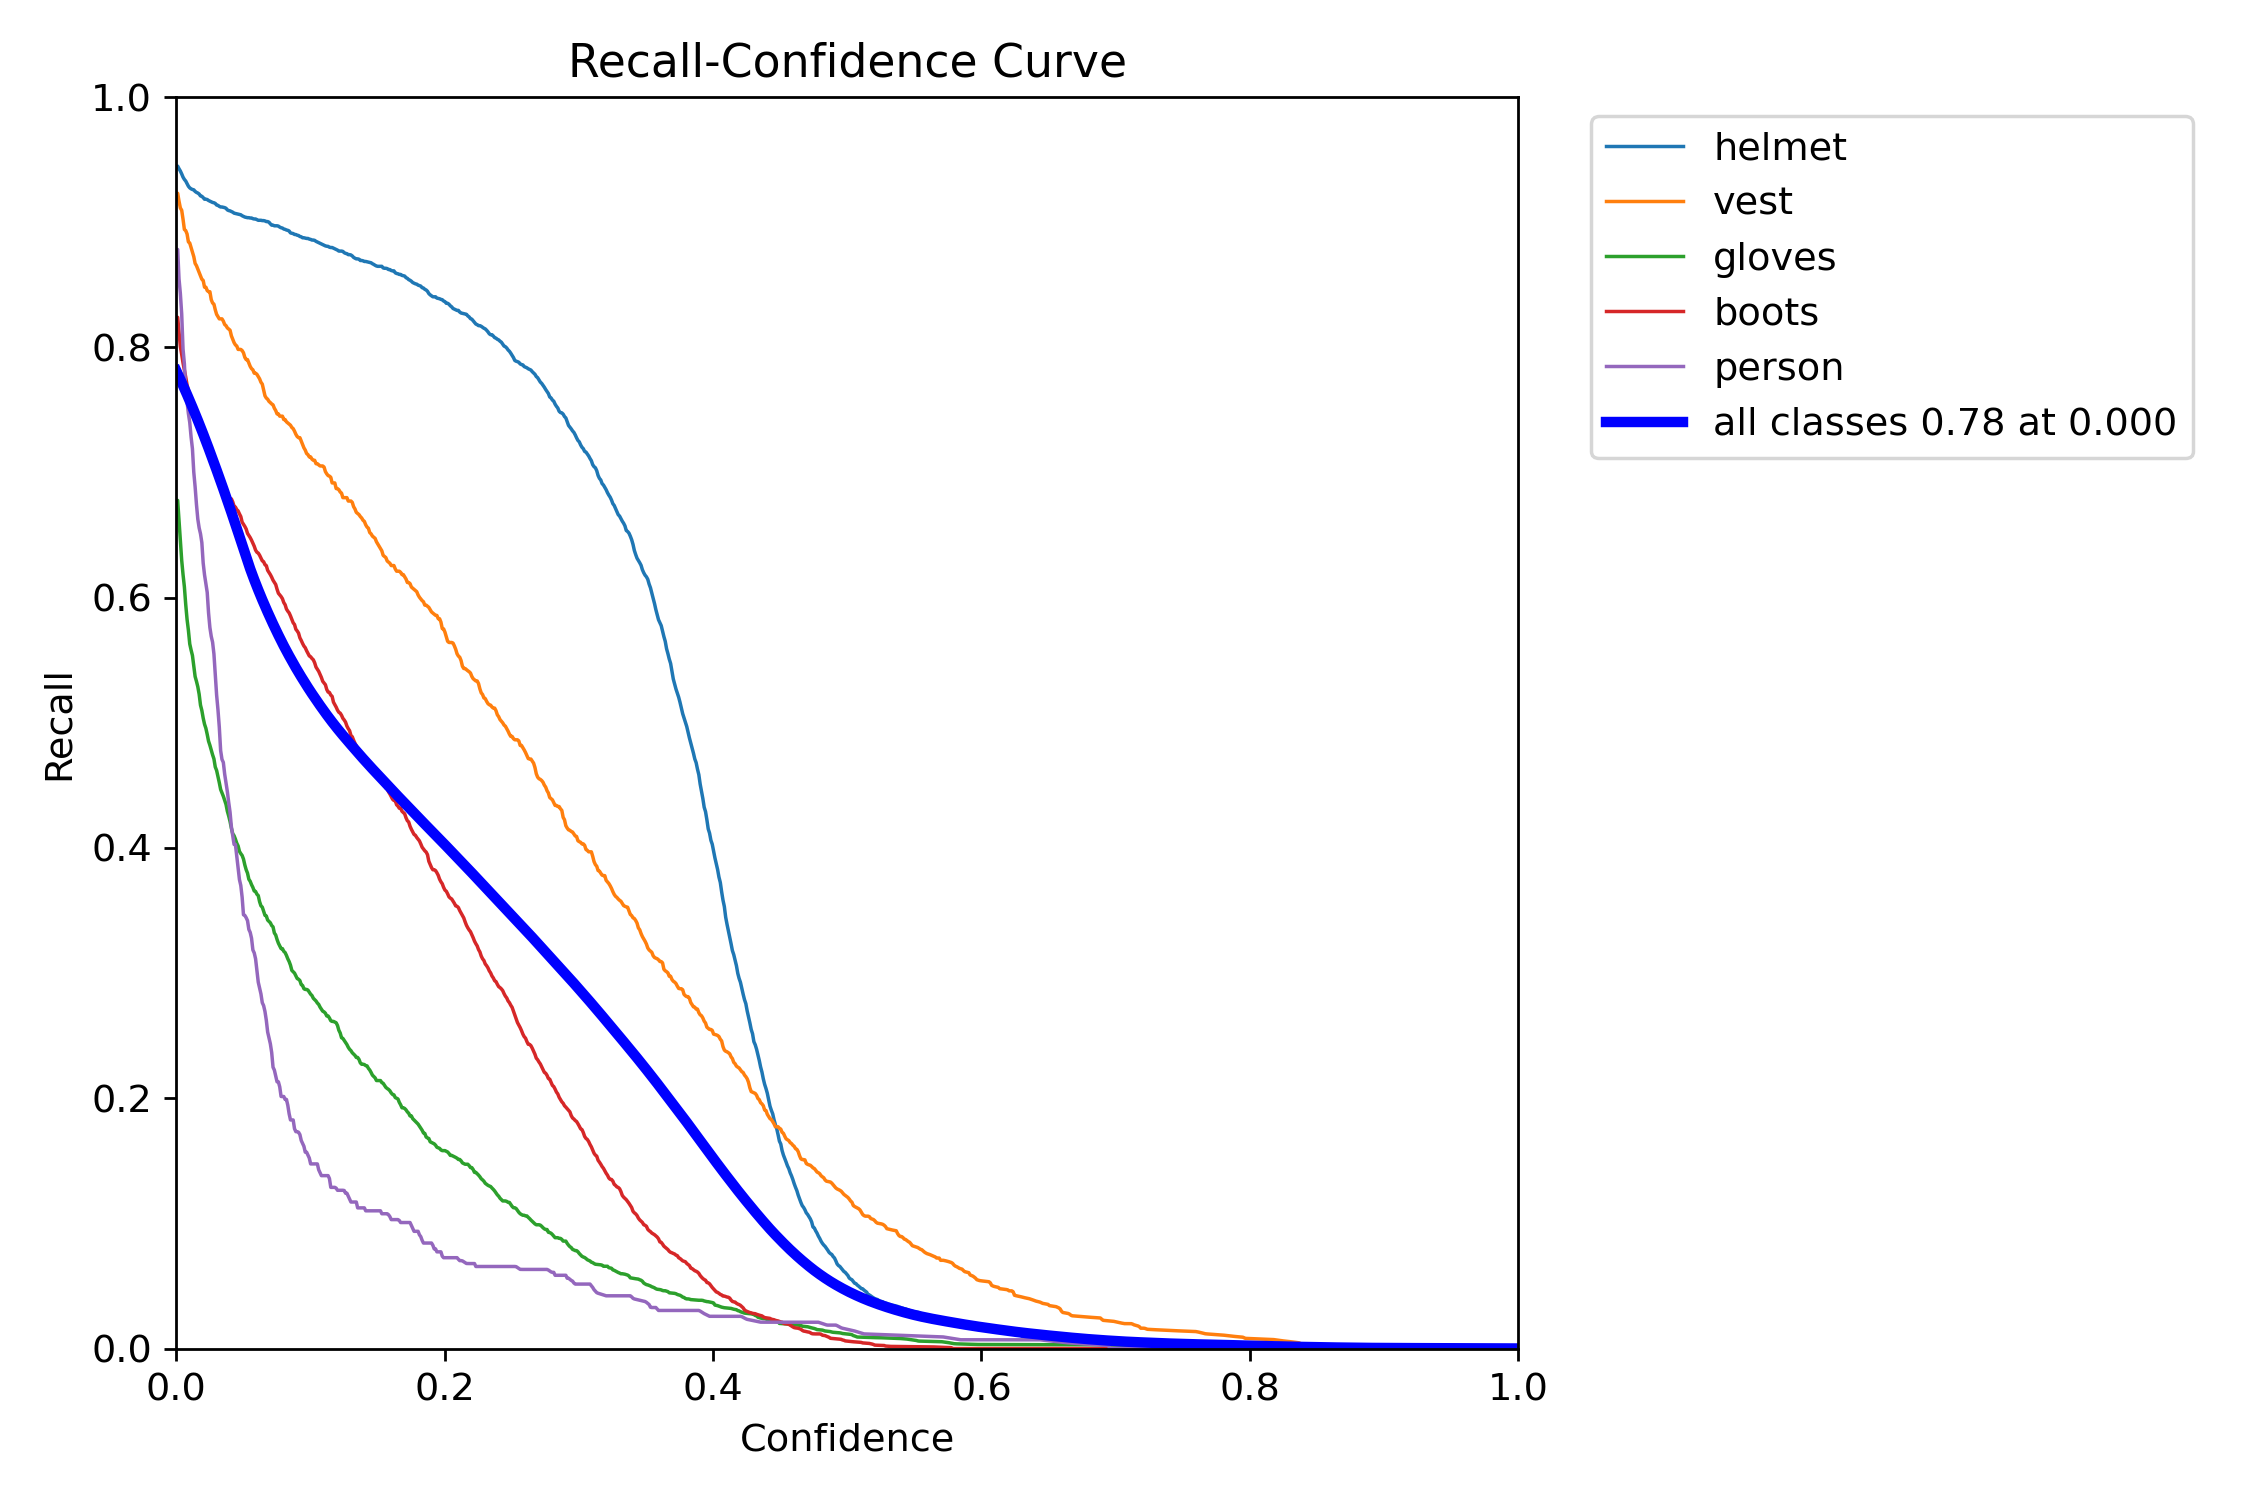 Recall-Confidence Curve
1.0
0.8
0.6
0.4
0.2
0.0
Recall
0.0 0.2 0.4 0.6 0.8 1.0
Confidence
helmet
vest
gloves
boots
person
all classes 0.78 at 0.000